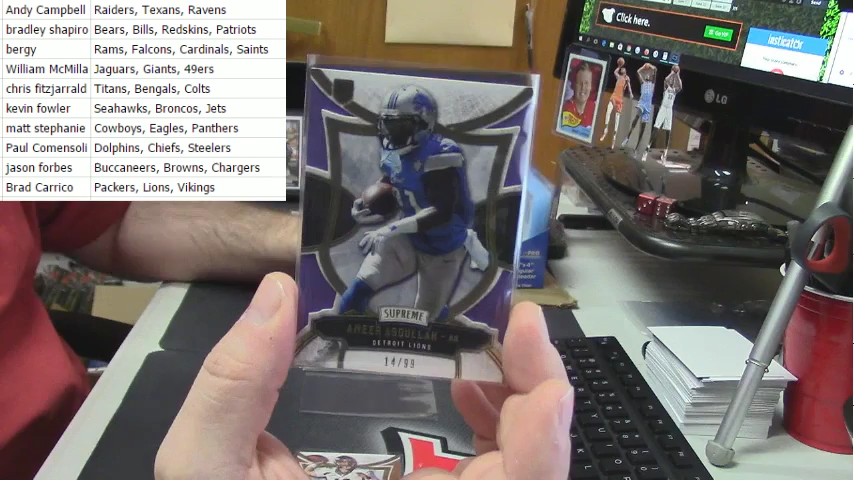 Andy Campbell Raiders, Texans, Ravens
bradley shapiro Bears, Bills, Redskins, Patriots
bergy Rams, Falcons, Cardinals, Saints
William McMilla Jaguars, Giants, 49ers
chris fitzjarrald Titans, Bengals, Colts
kevin fowler Seahawks, Broncos, Jets
matt stephanie Cowboys, Eagles, Panthers
Paul Comensoli Dolphins, Chiefs, Steelers
jason forbes Buccaneers, Browns, Chargers
Brad Carrico Packers, Lions, Vikings
Click here.
LG
SUPREME
AMEER ABDULLAH - RB
DETROIT LIONS
14/99